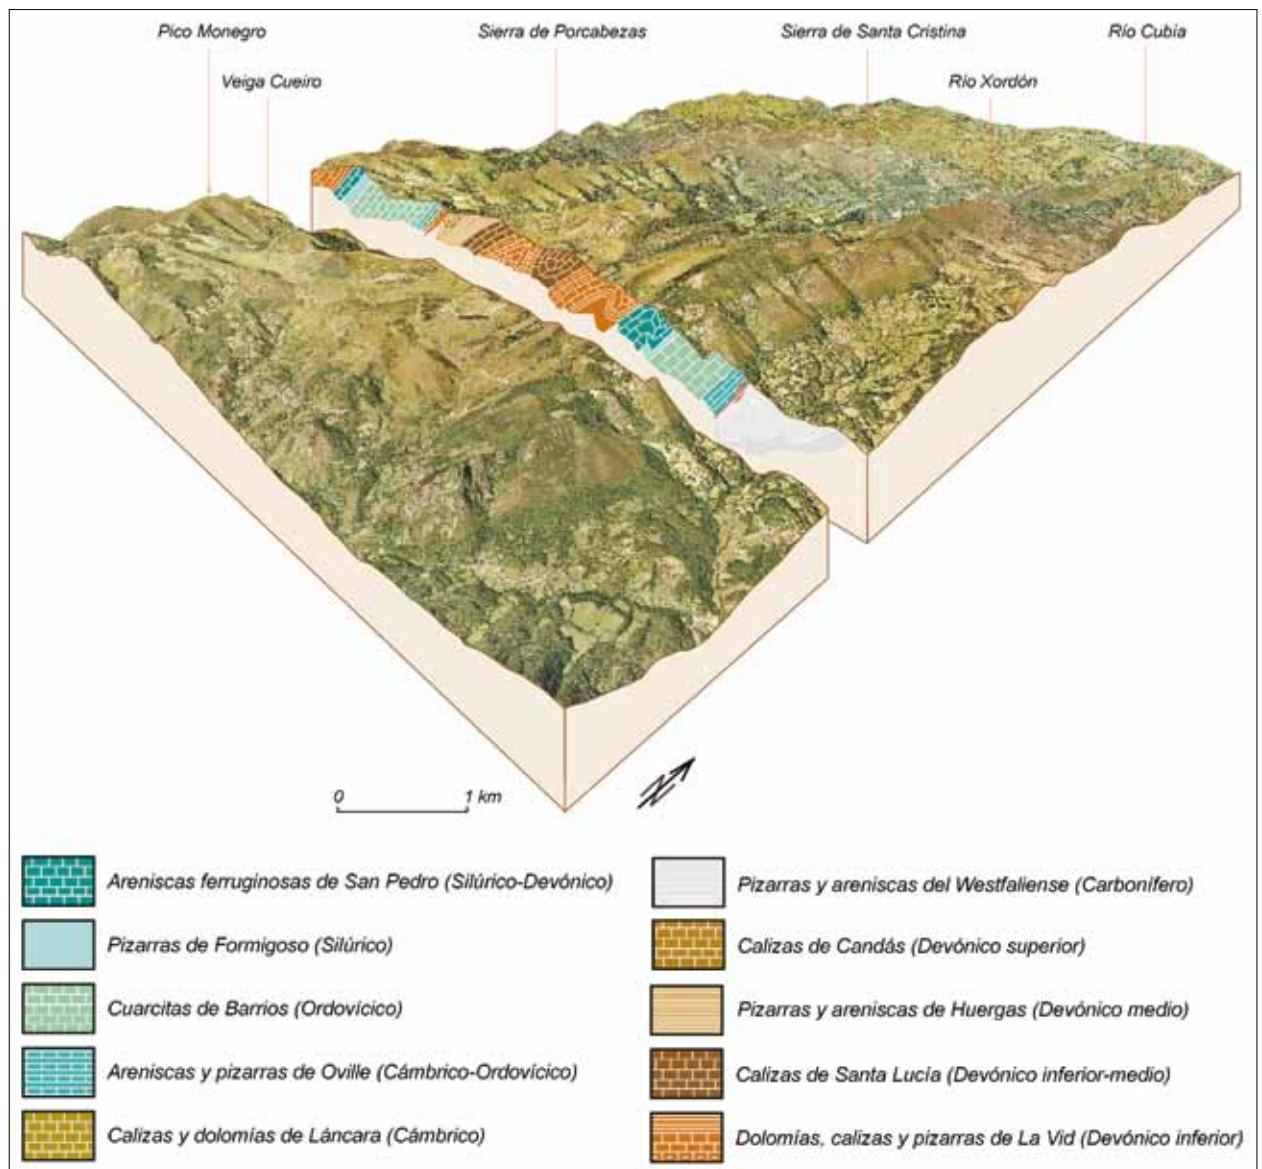 Pico Monegro
Sierra de Porcabezas
Sierra de Santa Cristina
Río Cubia
Veiga Cueiro
Río Xordón
0
1 km
N
Areniscas ferruginosas de San Pedro (Silúrico-Devónico)
Pizarras de Formigoso (Silúrico)
Cuarcitas de Barrios (Ordovícico)
Areniscas y pizarras de Oville (Cámbrico-Ordovícico)
Calizas y dolomías de Láncara (Cámbrico)
Pizarras y areniscas del Westfaliense (Carbonífero)
Calizas de Candás (Devónico superior)
Pizarras y areniscas de Huergas (Devónico medio)
Calizas de Santa Lucía (Devónico inferior-medio)
Dolomías, calizas y pizarras de La Vid (Devónico inferior)